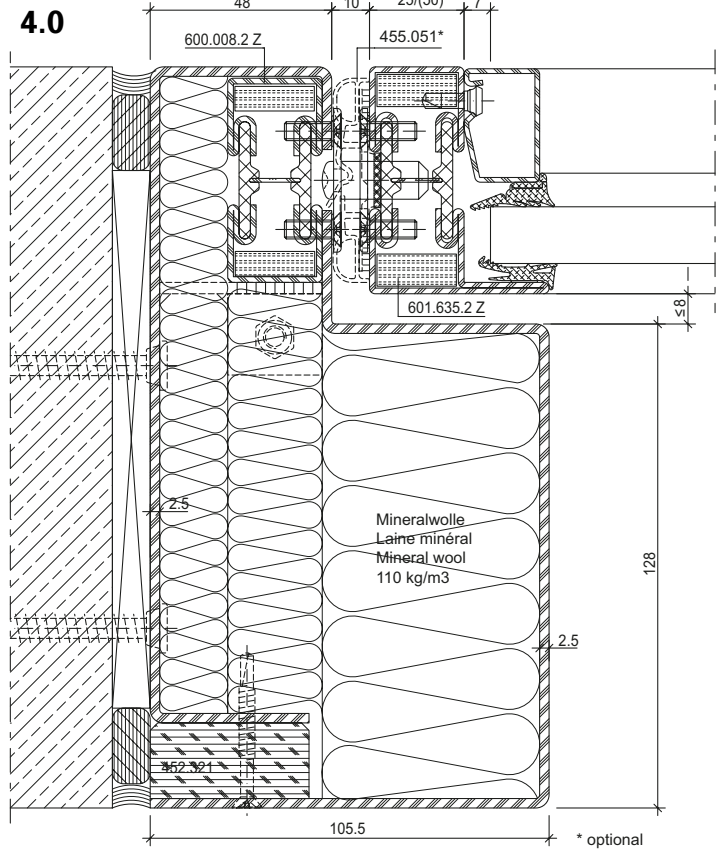 48
10
25/(50)
7
4.0
600.008.2 Z
455.051*
601.635.2 Z
≤8
Mineralwolle
Laine minéral
Mineral wool
110 kg/m3
2.5
128
2.5
452.321
105.5
* optional